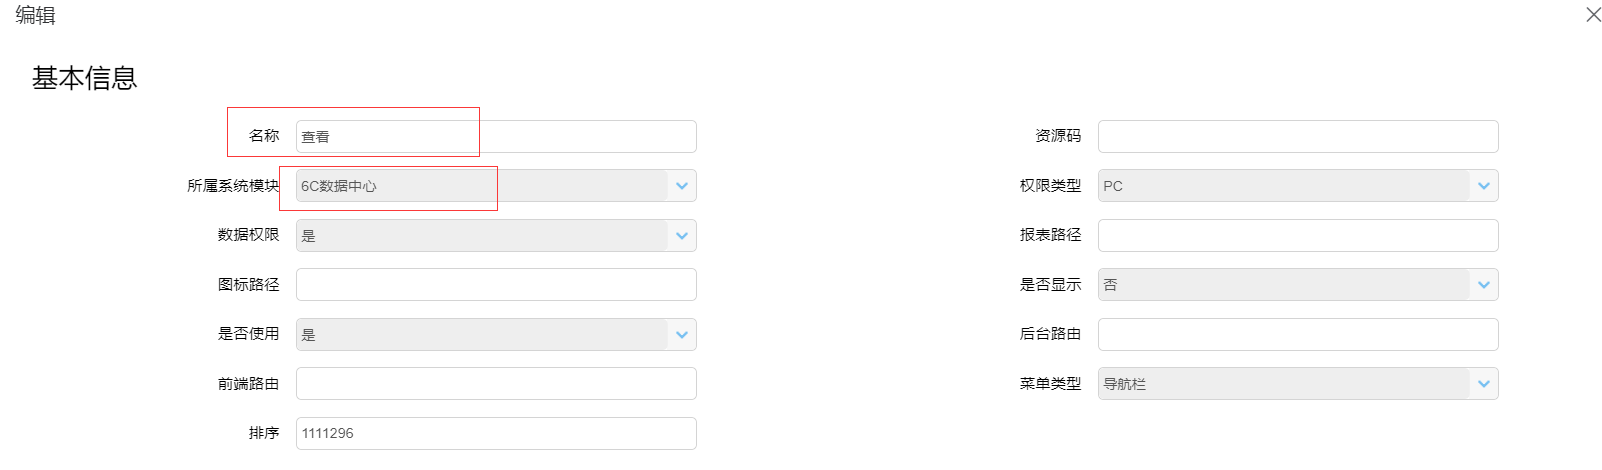 编辑
基本信息
名称 查看 资源码
所属系统模块 6C数据中心 权限类型 PC
数据权限 是 报表路径
图标路径 是否显示 否
是否使用 是 后台路由
前端路由 菜单类型 导航栏
排序 1111296